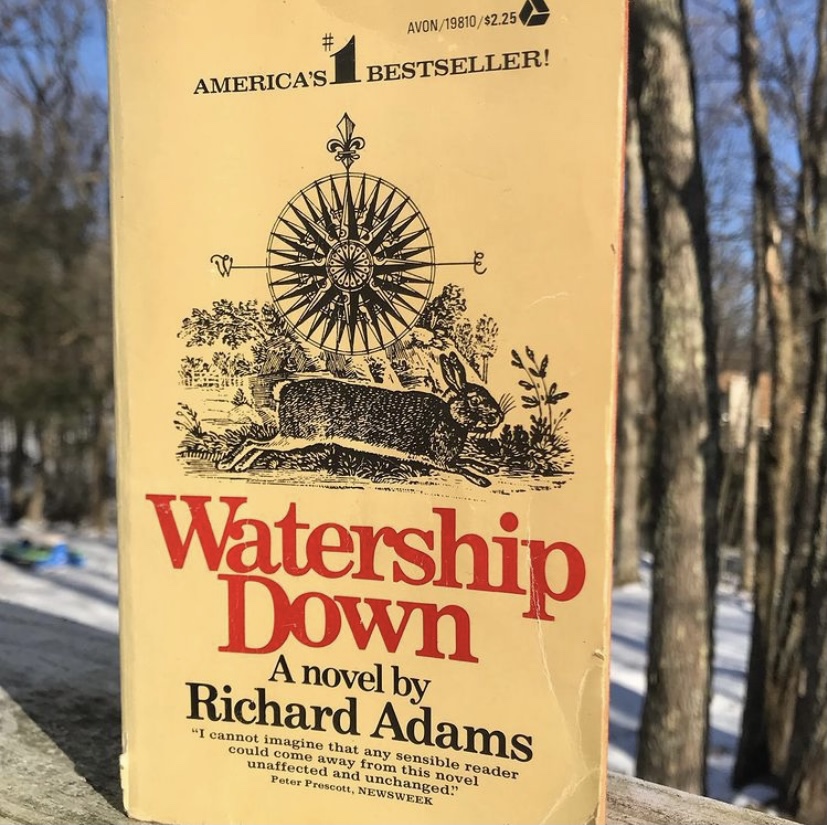 AVON/19810/$2.25
AMERICA'S #1 BESTSELLER!
W E
Watership
Down
A novel by
Richard Adams
“I cannot imagine that any sensible reader
could come away from this novel
unaffected and unchanged.”
Peter Prescott, NEWSWEEK